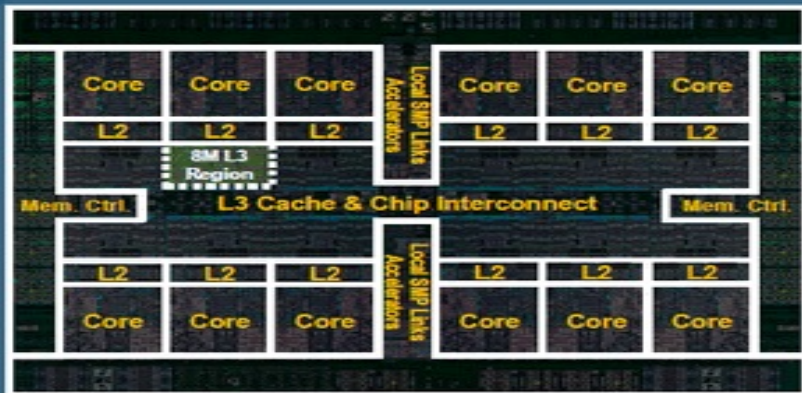 Core Core Core Core Core Core
Accelerators
Local SMP Links
L2 L2 L2 L2 L2 L2
8M L3
Region
Mem. Ctrl. L3 Cache & Chip Interconnect Mem. Ctrl.
L2 L2 L2 L2 L2 L2
Accelerators
Local SMP Links
Core Core Core Core Core Core